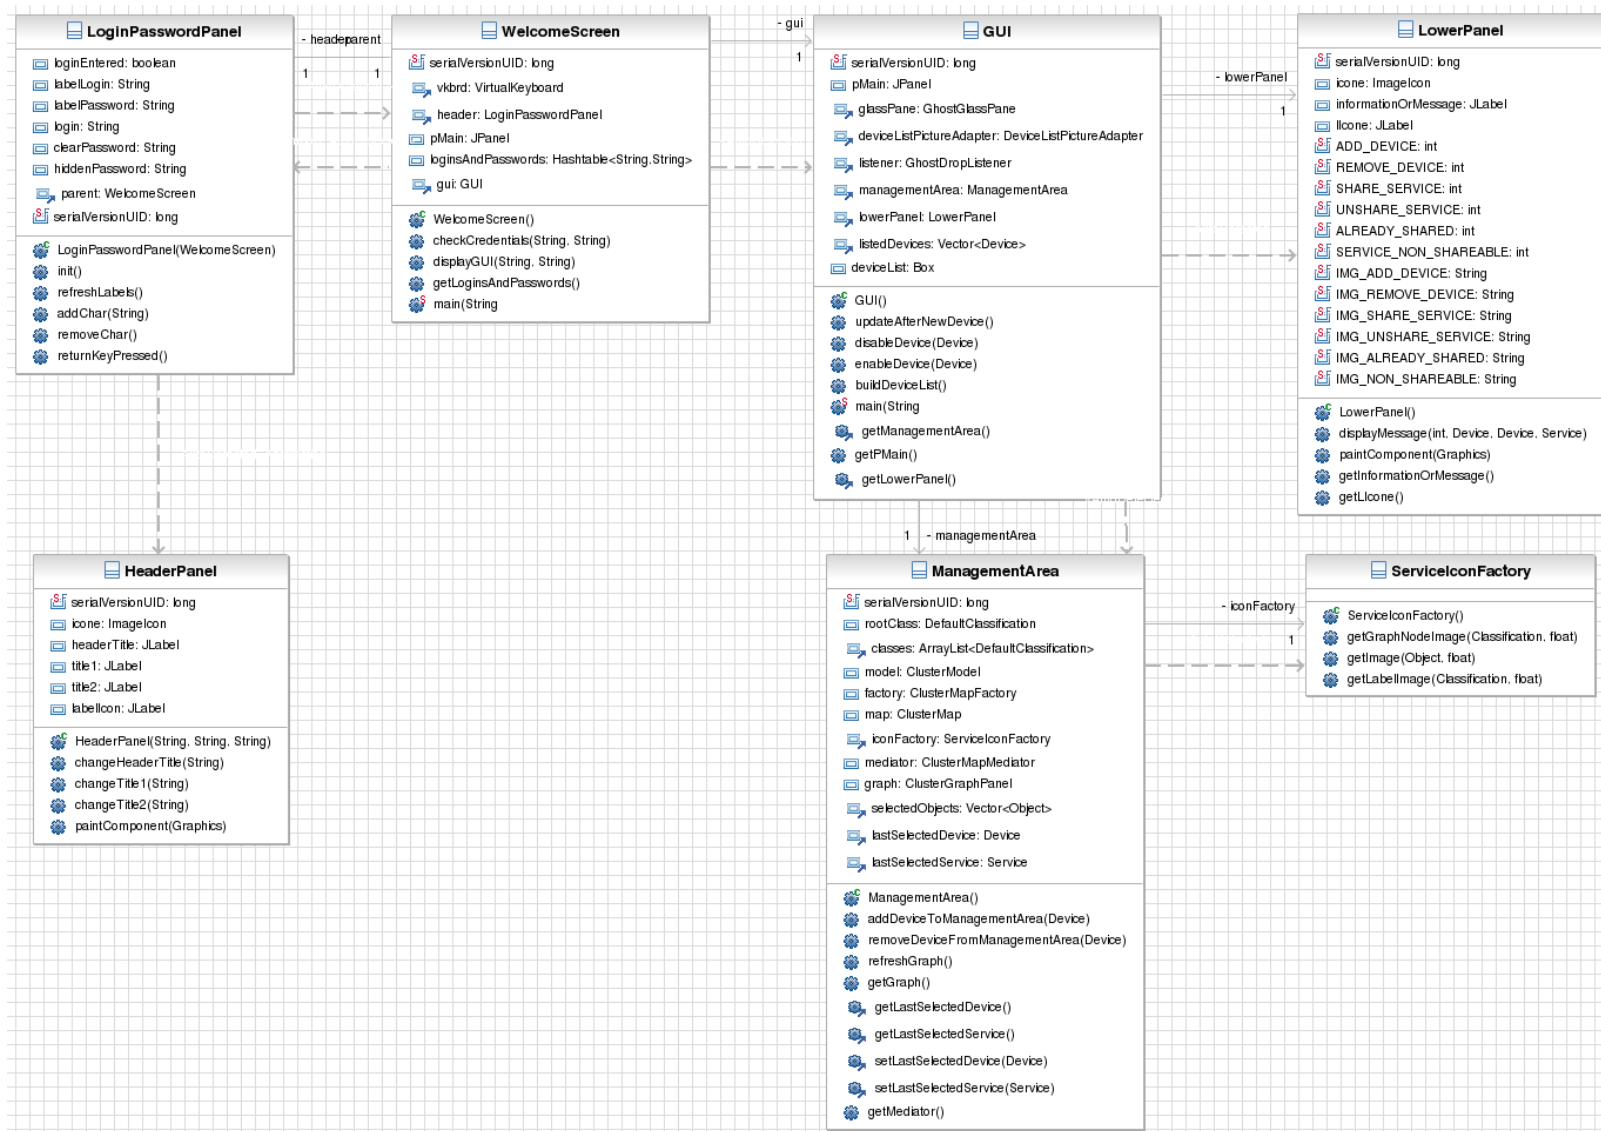 LoginPasswordPanel
loginEntered: boolean
labelLogin: String
labelPassword: String
login: String
clearPassword: String
hiddenPassword: String
parent: WelcomeScreen
serialVersionUID: long
LoginPasswordPanel(WelcomeScreen)
init()
refreshLabels()
addChar(String)
removeChar()
returnKeyPressed()
- header
parent
1
1
WelcomeScreen
serialVersionUID: long
vkbrd: VirtualKeyboard
header: LoginPasswordPanel
pMain: JPanel
loginsAndPasswords: Hashtable<String,String>
gui: GUI
WelcomeScreen()
checkCredentials(String, String)
displayGUI(String, String)
getLoginsAndPasswords()
main(String
- gui
1
GUI
serialVersionUID: long
pMain: JPanel
glassPane: GhostGlassPane
deviceListPictureAdapter: DeviceListPictureAdapter
listener: GhostDropListener
managementArea: ManagementArea
lowerPanel: LowerPanel
listedDevices: Vector<Device>
deviceList: Box
GUI()
updateAfterNewDevice()
disableDevice(Device)
enableDevice(Device)
buildDeviceList()
main(String
getManagementArea()
getPMain()
getLowerPanel()
- lowerPanel
1
LowerPanel
serialVersionUID: long
icone: ImageIcon
informationOrMessage: JLabel
lIcone: JLabel
ADD_DEVICE: int
REMOVE_DEVICE: int
SHARE_SERVICE: int
UNSHARE_SERVICE: int
ALREADY_SHARED: int
SERVICE_NON_SHAREABLE: int
IMG_ADD_DEVICE: String
IMG_REMOVE_DEVICE: String
IMG_SHARE_SERVICE: String
IMG_UNSHARE_SERVICE: String
IMG_ALREADY_SHARED: String
IMG_NON_SHAREABLE: String
LowerPanel()
displayMessage(int, Device, Device, Service)
paintComponent(Graphics)
getInformationOrMessage()
getLIcone()
1
- managementArea
HeaderPanel
serialVersionUID: long
icone: ImageIcon
headerTitle: JLabel
title1: JLabel
title2: JLabel
labelIcon: JLabel
HeaderPanel(String, String, String)
changeHeaderTitle(String)
changeTitle1(String)
changeTitle2(String)
paintComponent(Graphics)
ManagementArea
serialVersionUID: long
rootClass: DefaultClassification
classes: ArrayList<DefaultClassification>
model: ClusterModel
factory: ClusterMapFactory
map: ClusterMap
iconFactory: ServiceIconFactory
mediator: ClusterMapMediator
graph: ClusterGraphPanel
selectedObjects: Vector<Object>
lastSelectedDevice: Device
lastSelectedService: Service
ManagementArea()
addDeviceToManagementArea(Device)
removeDeviceFromManagementArea(Device)
refreshGraph()
getGraph()
getLastSelectedDevice()
getLastSelectedService()
setLastSelectedDevice(Device)
setLastSelectedService(Service)
getMediator()
- iconFactory
1
ServiceIconFactory
ServiceIconFactory()
getGraphNodeImage(Classification, float)
getImage(Object, float)
getLabelImage(Classification, float)